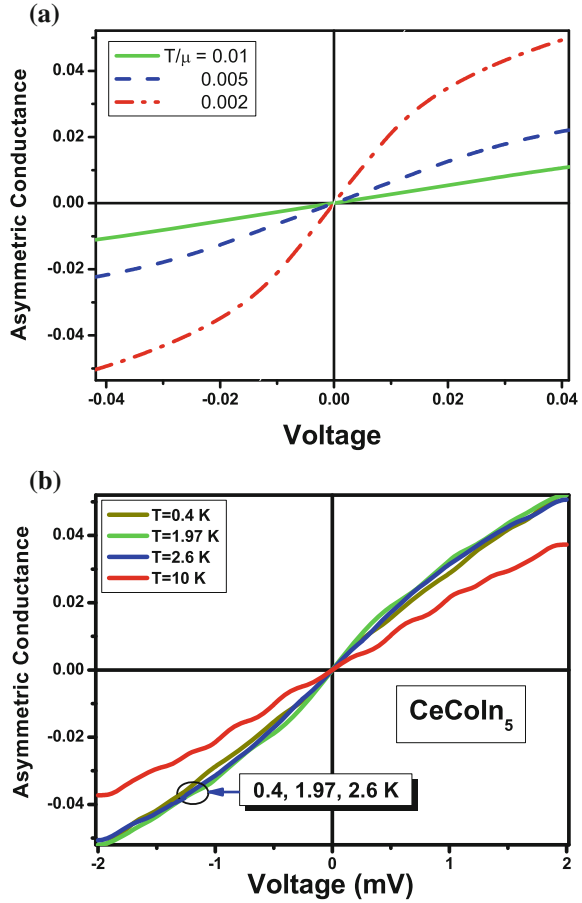 (a)
T/μ = 0.01
0.005
0.002
0.04
0.02
0.00
-0.02
-0.04
Asymmetric Conductance
-0.04 -0.02 0.00 0.02 0.04
Voltage
(b)
T=0.4 K
T=1.97 K
T=2.6 K
T=10 K
0.04
0.02
0.00
-0.02
-0.04
Asymmetric Conductance
CeCoIn5
0.4, 1.97, 2.6 K
-2 -1 0 1 2
Voltage (mV)